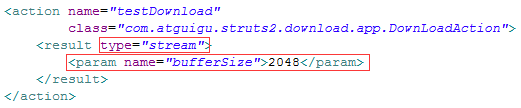 <action name="testDownload"
class="com.atguigu.struts2.download.app.DownLoadAction">
<result type="stream">
<param name="bufferSize">2048</param>
</result>
</action>